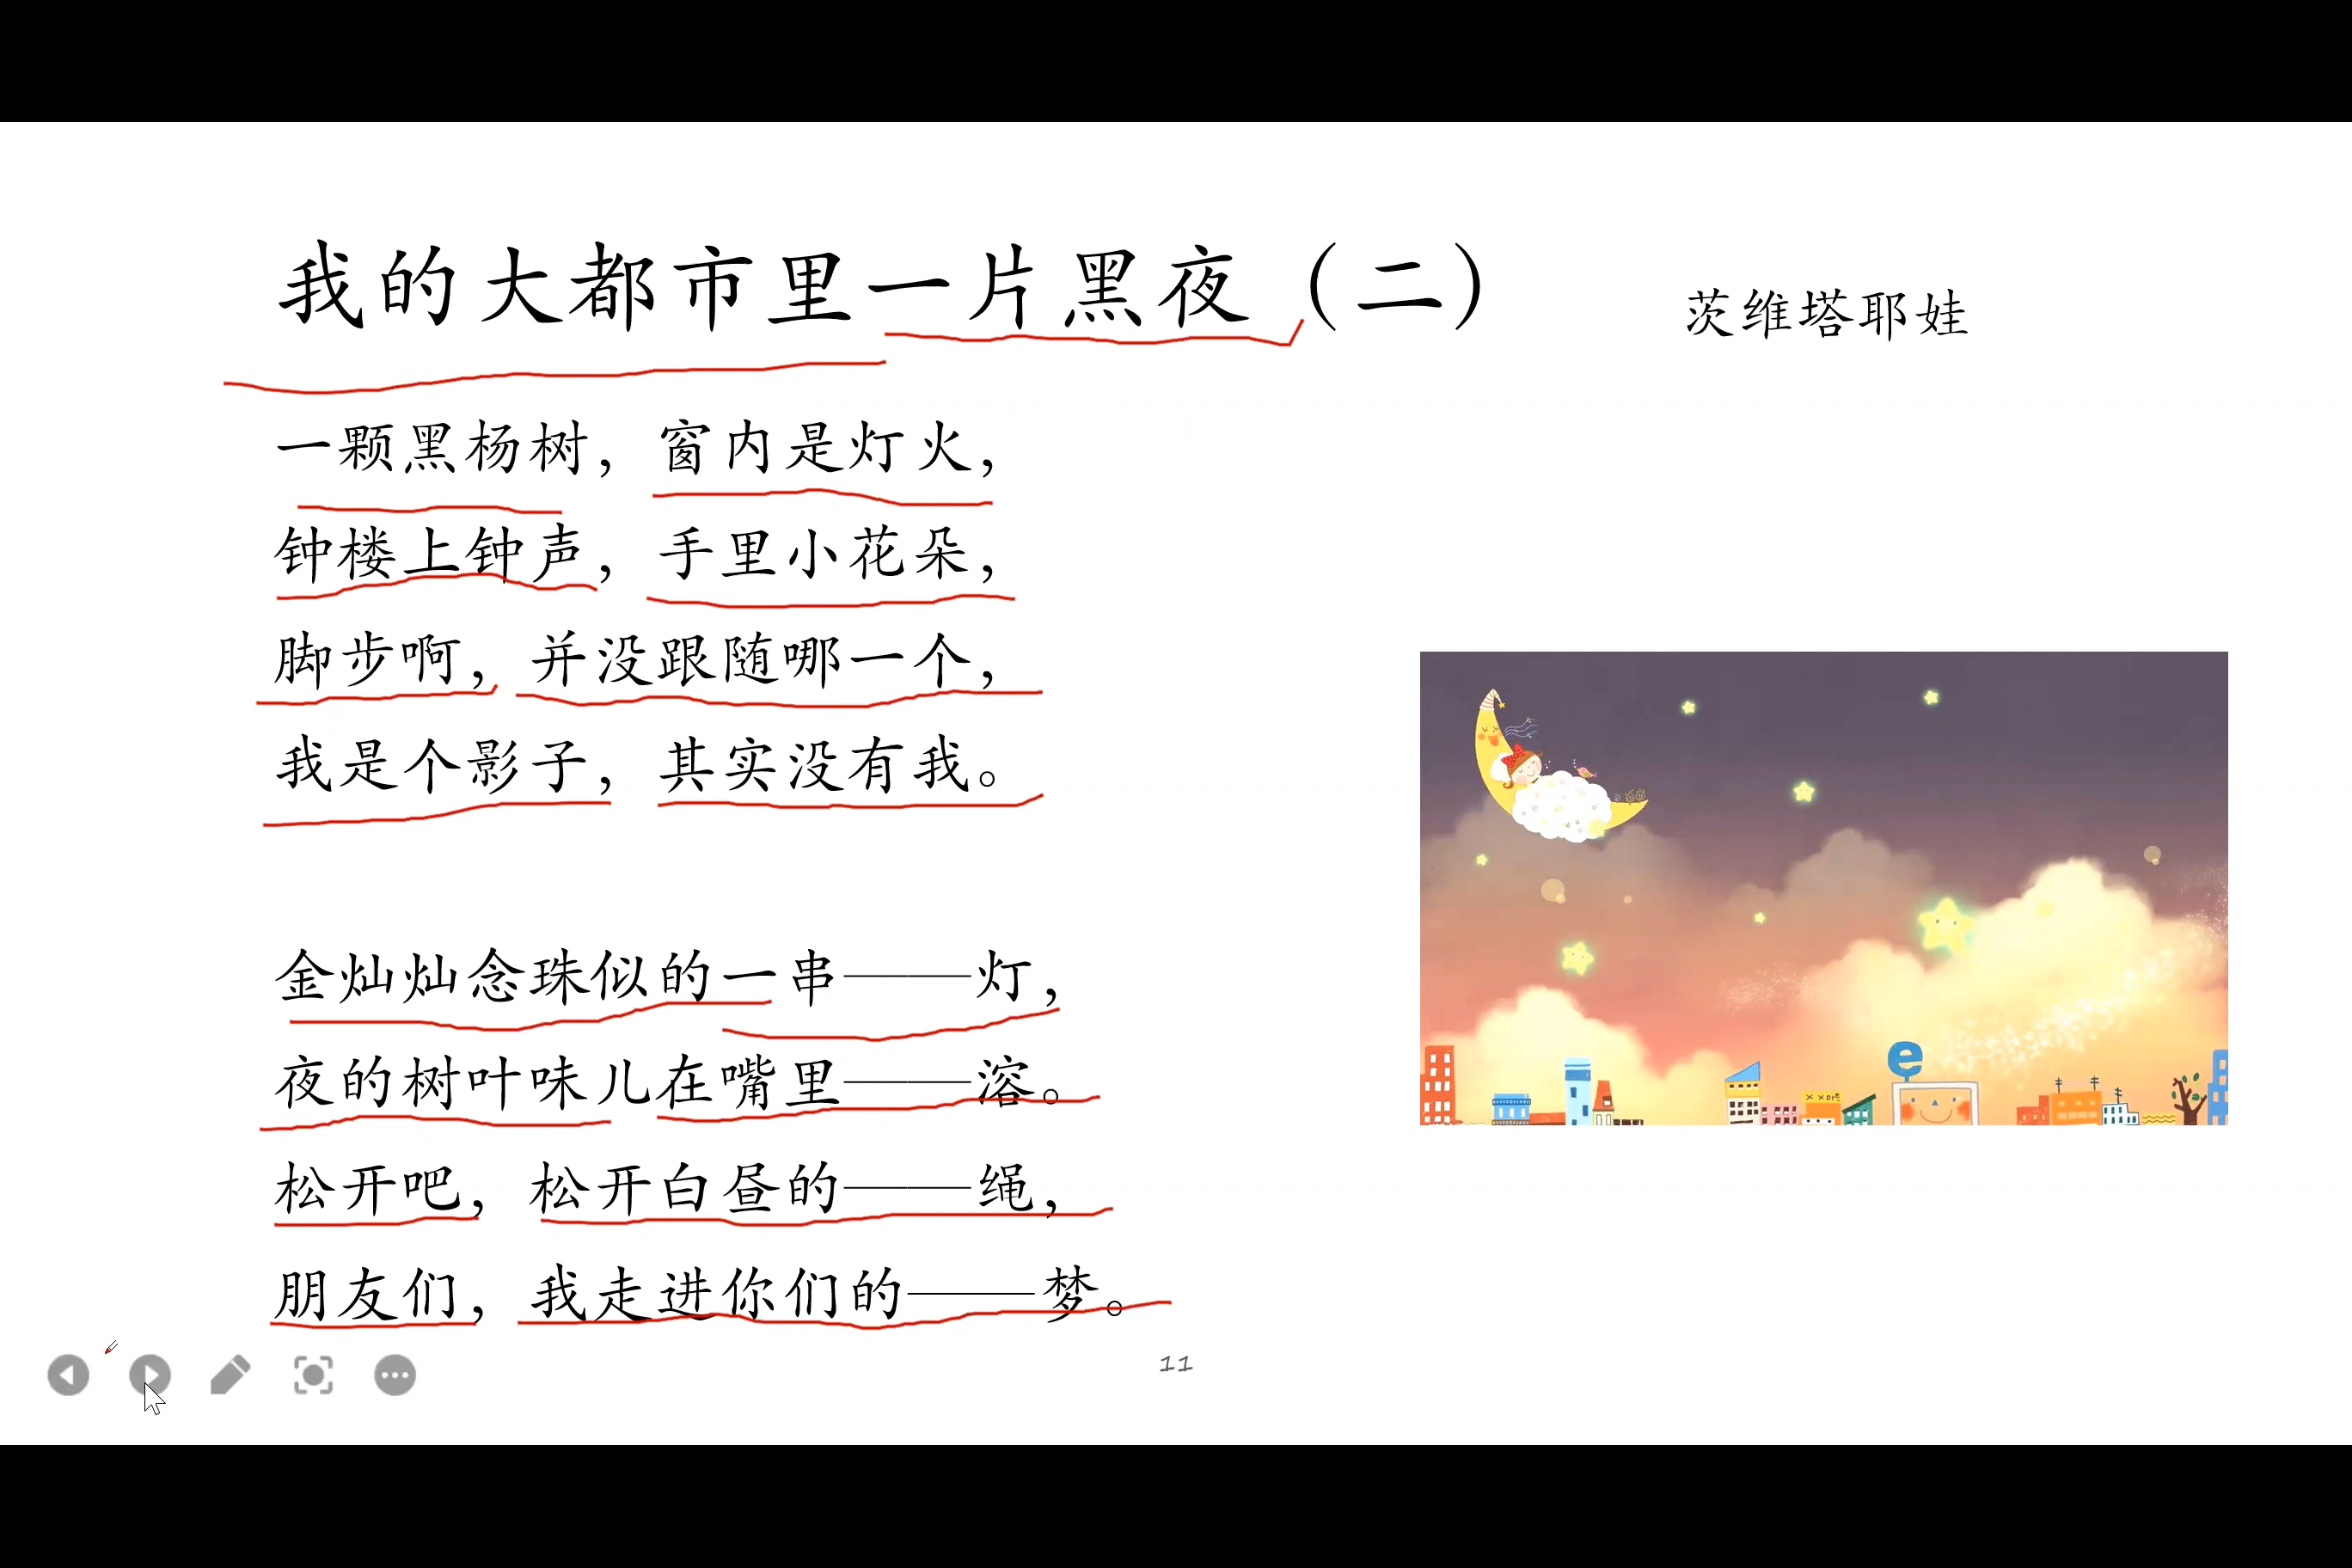 我的大都市里一片黑夜（二）
茨维塔耶娃
一颗黑杨树，窗内是灯火，
钟楼上钟声，手里小花朵，
脚步啊，并没跟随哪一个，
我是个影子，其实没有我。
金灿灿念珠似的一串——灯，
夜的树叶味儿在嘴里——溶。
松开吧，松开白昼的——绳，
朋友们，我走进你们的——梦。
e
11